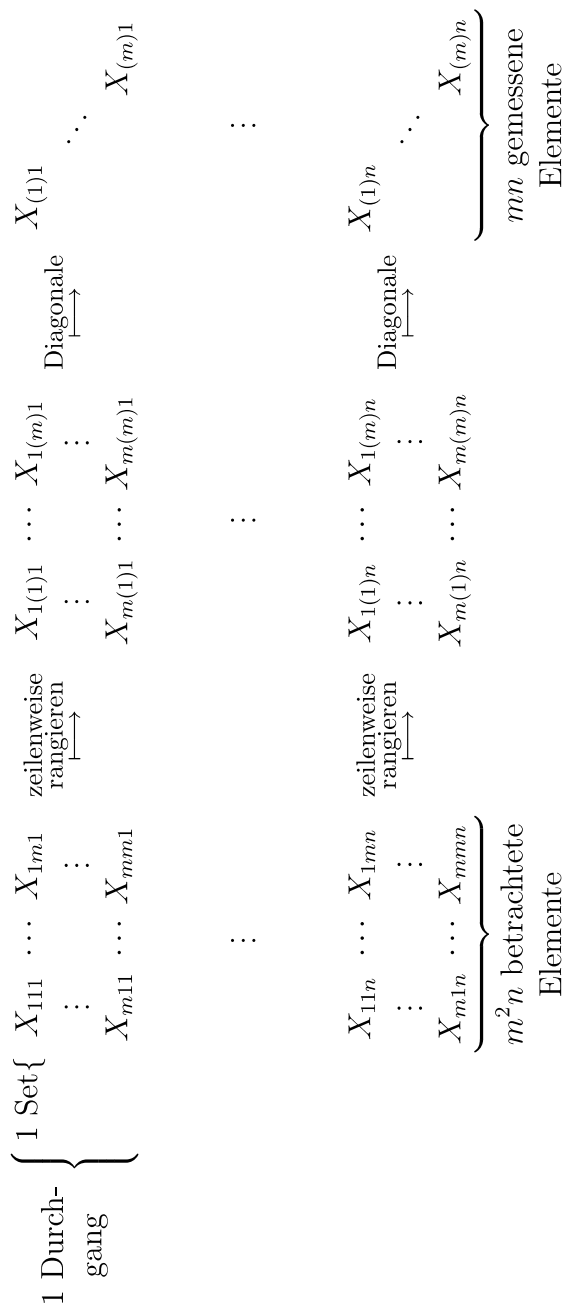 zeilenweise
rangieren
Diagonale
1 Durch-
gang
1 Set{ X_{111} ⋯ X_{1m1} ⟼ X_{1(1)1} ⋯ X_{1(m)1} ⟼ X_{(1)1}
⋮ ⋮ ⋮ ⋮ ⋱
X_{m11} ⋯ X_{mm1} X_{m(1)1} ⋯ X_{m(m)1} X_{(m)1}
⋮ ⋮ ⋮
zeilenweise
rangieren
Diagonale
X_{11n} ⋯ X_{1mn} ⟼ X_{1(1)n} ⋯ X_{1(m)n} ⟼ X_{(1)n}
⋮ ⋮ ⋮ ⋮ ⋱
X_{m1n} ⋯ X_{mmn} X_{m(1)n} ⋯ X_{m(m)n} X_{(m)n}
m²n betrachtete
Elemente
mn gemessene
Elemente